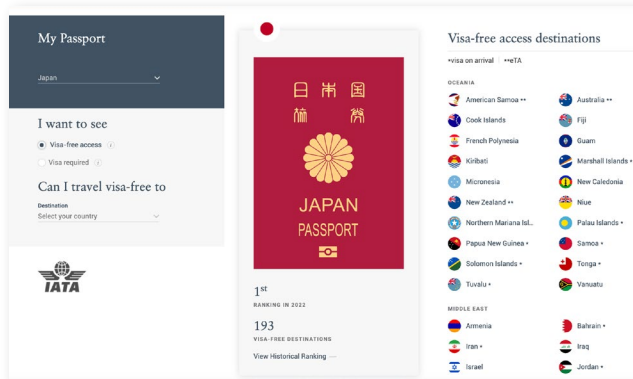 My Passport
Japan
I want to see
Visa-free access
Visa required
Can I travel visa-free to
Destination
Select your country
IATA
日本国
旅券
JAPAN
PASSPORT
1st
RANKING IN 2022
193
VISA-FREE DESTINATIONS
View Historical Ranking —
Visa-free access destinations
•visa on arrival | ••eTA
OCEANIA
American Samoa ••
Australia ••
Cook Islands
Fiji
French Polynesia
Guam
Kiribati
Marshall Islands •
Micronesia
New Caledonia
New Zealand ••
Niue
Northern Mariana Isl..
Palau Islands •
Papua New Guinea •
Samoa •
Solomon Islands •
Tonga •
Tuvalu •
Vanuatu
MIDDLE EAST
Armenia
Bahrain •
Iran •
Iraq
Israel
Jordan •